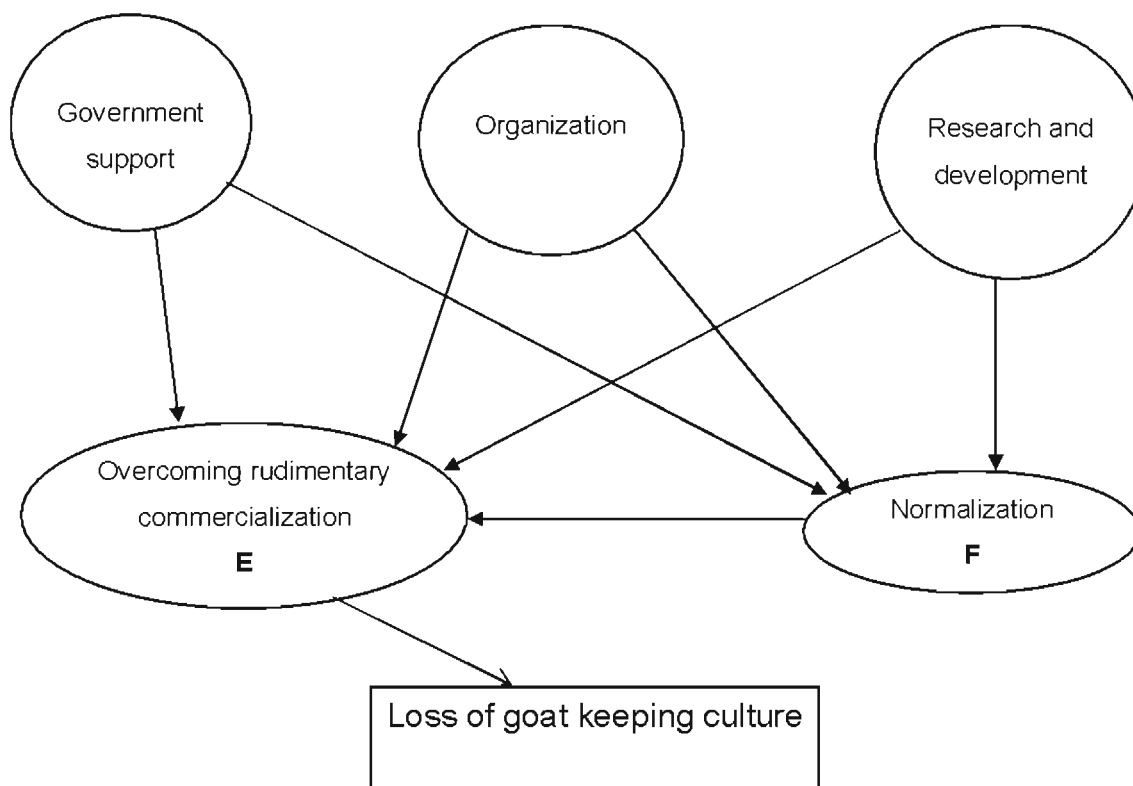 Government
support
Organization
Research and
development
Overcoming rudimentary
commercialization
E
Normalization
F
Loss of goat keeping culture